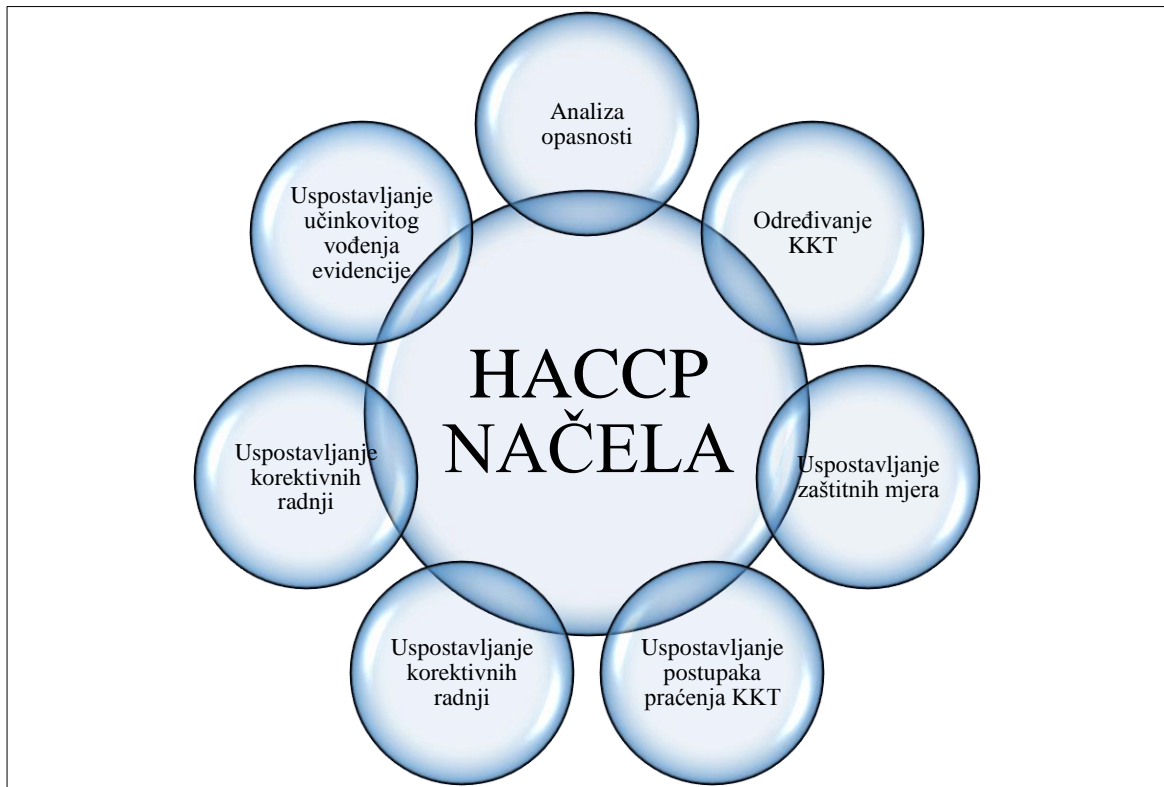 Analiza
opasnosti
Određivanje
KKT
Uspostavljanje
zaštitnih mjera
Uspostavljanje
postupaka
praćenja KKT
Uspostavljanje
korektivnih
radnji
Uspostavljanje
korektivnih
radnji
Uspostavljanje
učinkovitog
vođenja
evidencije
HACCP
NAČELA